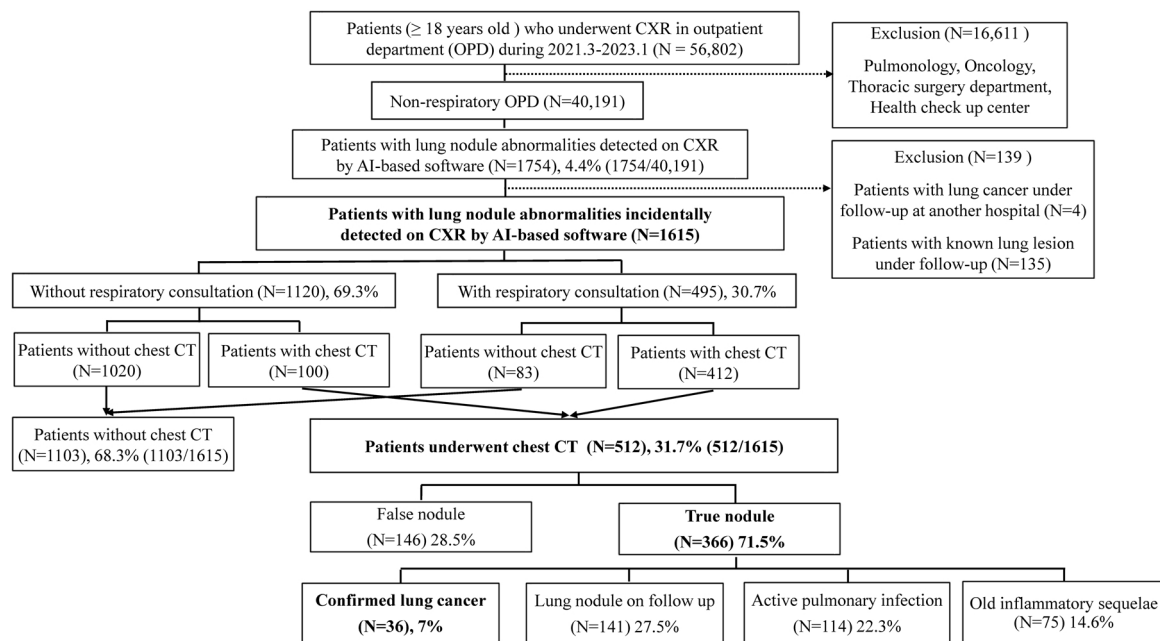 Patients (≥ 18 years old ) who underwent CXR in outpatient
department (OPD) during 2021.3-2023.1 (N = 56,802)
Exclusion (N=16,611 )
Pulmonology, Oncology,
Thoracic surgery department,
Health check up center
Non-respiratory OPD (N=40,191)
Patients with lung nodule abnormalities detected on CXR
by AI-based software (N=1754), 4.4% (1754/40,191)
Exclusion (N=139 )
Patients with lung cancer under
follow-up at another hospital (N=4)
Patients with known lung lesion
under follow-up (N=135)
Patients with lung nodule abnormalities incidentally
detected on CXR by AI-based software (N=1615)
Without respiratory consultation (N=1120), 69.3%
With respiratory consultation (N=495), 30.7%
Patients without chest CT
(N=1020)
Patients with chest CT
(N=100)
Patients without chest CT
(N=83)
Patients with chest CT
(N=412)
Patients without chest CT
(N=1103), 68.3% (1103/1615)
Patients underwent chest CT (N=512), 31.7% (512/1615)
False nodule
(N=146) 28.5%
True nodule
(N=366) 71.5%
Confirmed lung cancer
(N=36), 7%
Lung nodule on follow up
(N=141) 27.5%
Active pulmonary infection
(N=114) 22.3%
Old inflammatory sequelae
(N=75) 14.6%